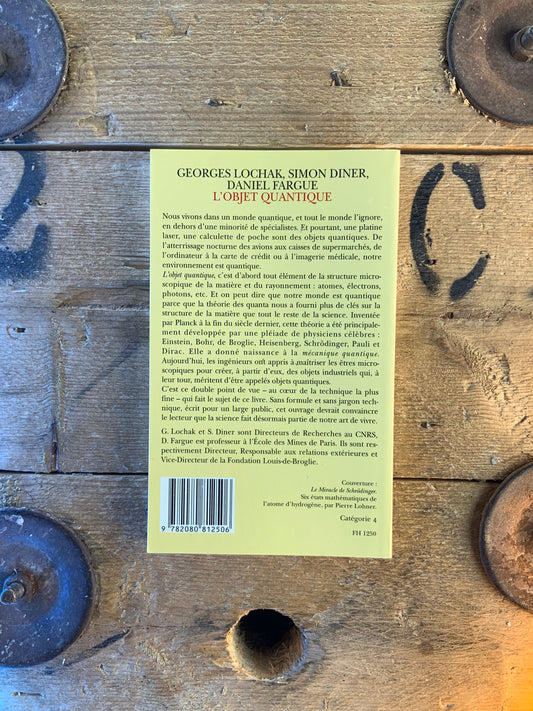 GEORGES LOCHAK, SIMON DINER,
DANIEL FARGUE
L'OBJET QUANTIQUE
Nous vivons dans un monde quantique, et tout le monde l'ignore,
en dehors d'une minorité de spécialistes. Et pourtant, une platine
laser, une calculette de poche sont des objets quantiques. De
l'atterrissage nocturne des avions aux caisses de supermarchés, de
l'ordinateur à la carte de crédit ou à l'imagerie médicale, notre
environnement est quantique.
L'objet quantique, c'est d'abord tout élément de la structure micro-
scopique de la matière et du rayonnement : atomes, électrons,
photons, etc. Et on peut dire que notre monde est quantique
parce que la théorie des quanta nous a fourni plus de clés sur la
structure de la matière que tout le reste de la science. Inventée
par Planck à la fin du siècle dernier, cette théorie a été principale-
ment développée par une pléiade de physiciens célèbres :
Einstein, Bohr, de Broglie, Heisenberg, Schrödinger, Pauli et
Dirac. Elle a donné naissance à la mécanique quantique.
Aujourd'hui, les ingénieurs ont appris à maîtriser les êtres micro-
scopiques pour créer, à partir d'eux, des objets industriels qui, à
leur tour, méritent d'être appelés objets quantiques.
C'est ce double point de vue – au cœur de la technique la plus
fine – qui fait le sujet de ce livre. Sans formule et sans jargon tech-
nique, écrit pour un large public, cet ouvrage devrait convaincre
le lecteur que la science fait désormais partie de notre art de vivre.
G. Lochak et S. Diner sont Directeurs de Recherches au CNRS,
D. Fargue est professeur à l'École des Mines de Paris. Ils sont res-
pectivement Directeur, Responsable aux relations extérieures et
Vice-Directeur de la Fondation Louis-de-Broglie.
Couverture :
Le Miracle de Schrödinger.
Six états mathématiques de
l'atome d'hydrogène, par Pierre Lohner.
Catégorie 4
FH 1250
9 782080 812506
2
C